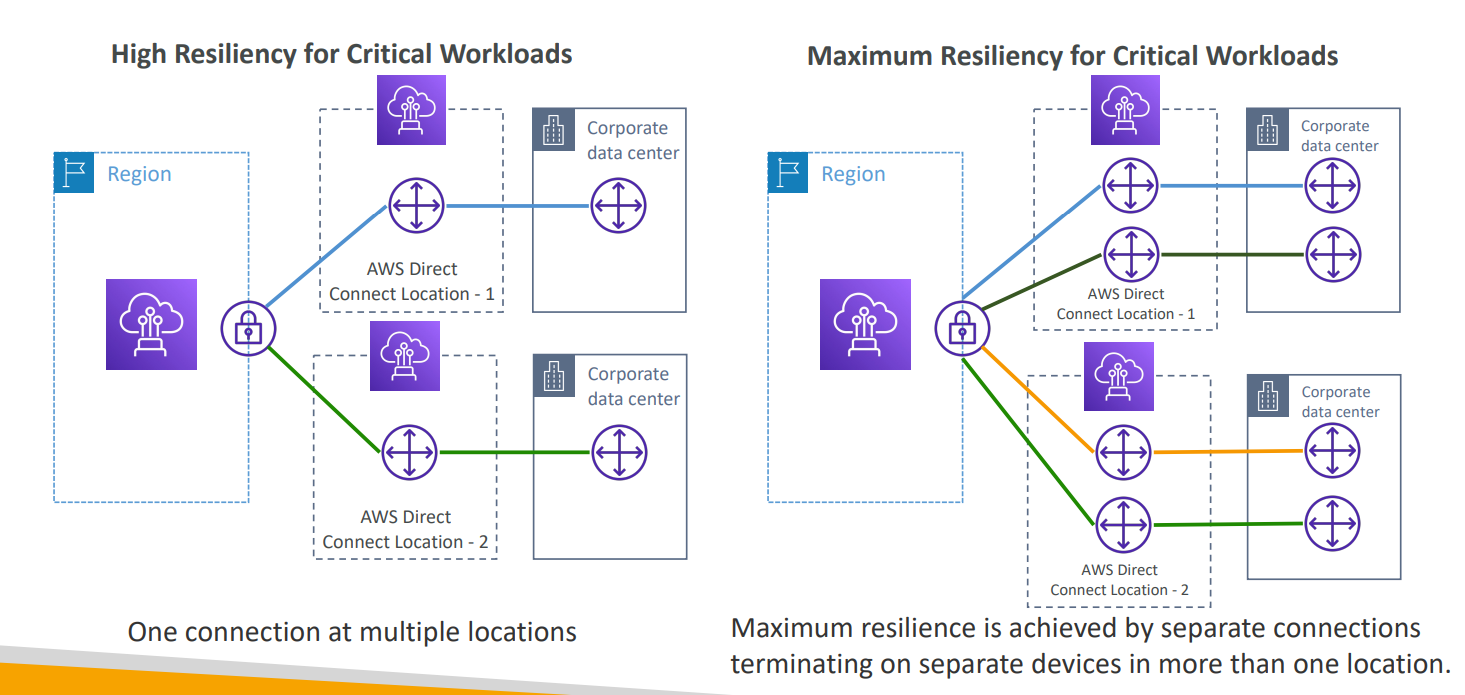 High Resiliency for Critical Workloads
Region
Corporate
data center
AWS Direct
Connect Location - 1
Corporate
data center
AWS Direct
Connect Location - 2
One connection at multiple locations
Maximum Resiliency for Critical Workloads
Region
Corporate
data center
AWS Direct
Connect Location - 1
Corporate
data center
AWS Direct
Connect Location - 2
Maximum resilience is achieved by separate connections
terminating on separate devices in more than one location.